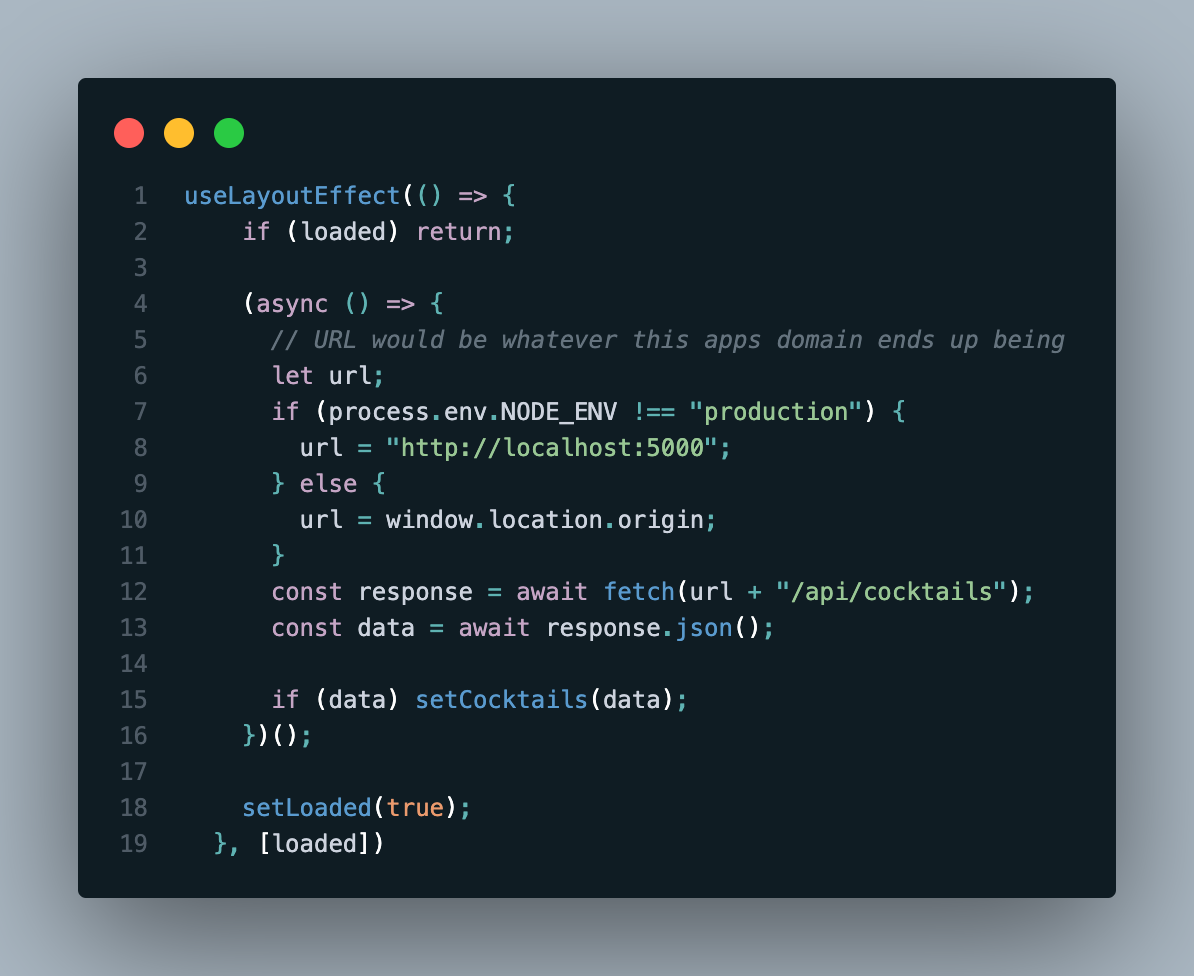 1 useLayoutEffect(() => {
2     if (loaded) return;
3
4     (async () => {
5       // URL would be whatever this apps domain ends up being
6       let url;
7       if (process.env.NODE_ENV !== "production") {
8         url = "http://localhost:5000";
9       } else {
10         url = window.location.origin;
11       }
12       const response = await fetch(url + "/api/cocktails");
13       const data = await response.json();
14
15       if (data) setCocktails(data);
16     })();
17
18     setLoaded(true);
19   }, [loaded])